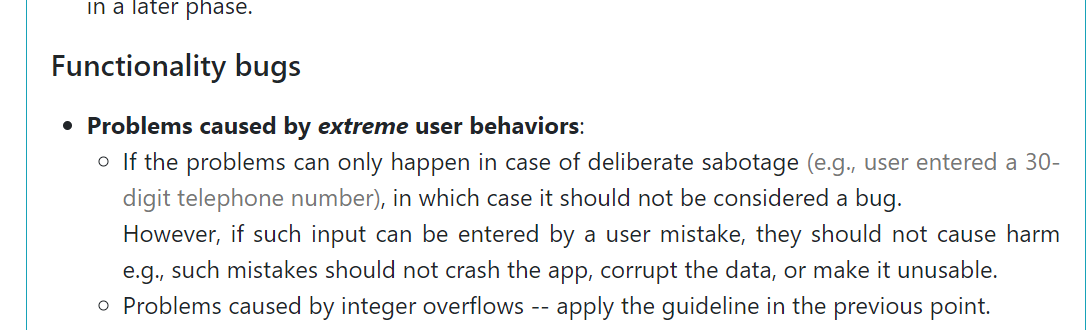 in a later phase.
Functionality bugs
• Problems caused by extreme user behaviors:
○ If the problems can only happen in case of deliberate sabotage (e.g., user entered a 30-
digit telephone number), in which case it should not be considered a bug.
However, if such input can be entered by a user mistake, they should not cause harm
e.g., such mistakes should not crash the app, corrupt the data, or make it unusable.
○ Problems caused by integer overflows -- apply the guideline in the previous point.